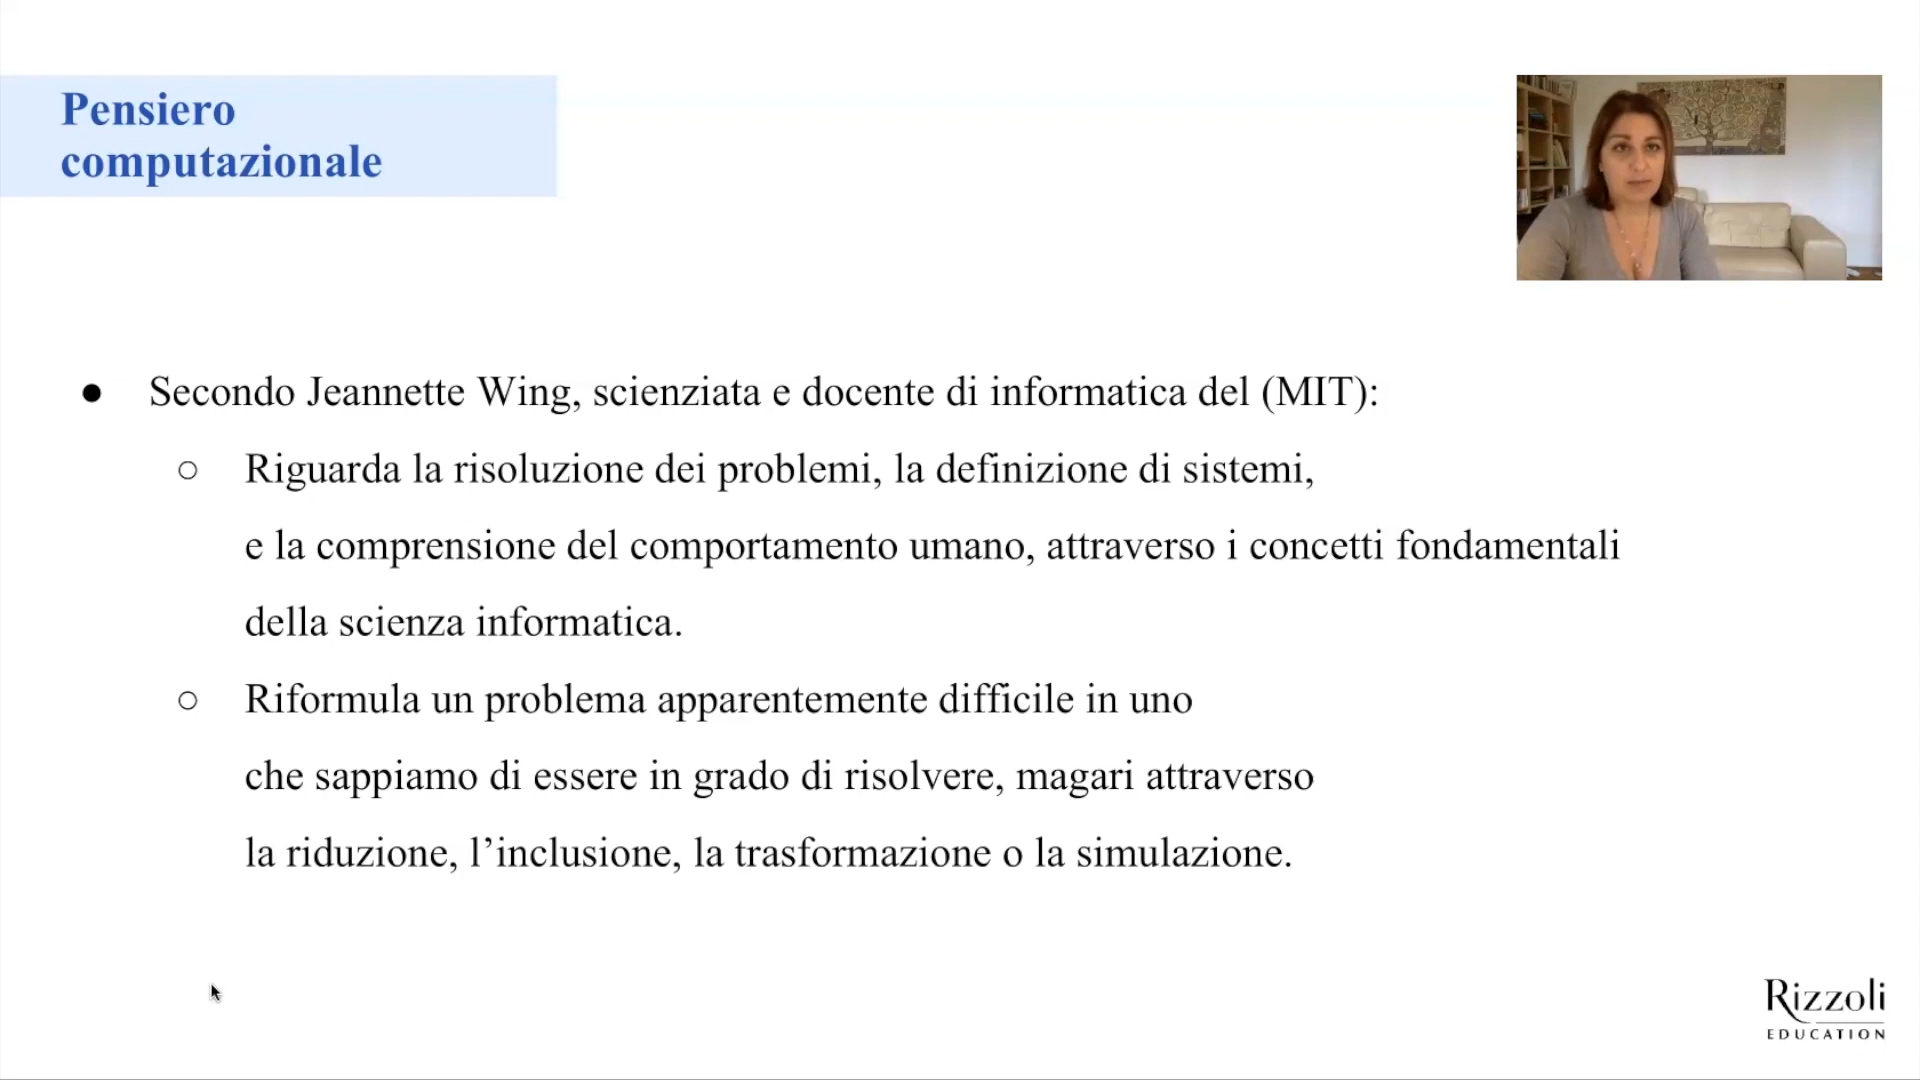 Pensiero
computazionale
● Secondo Jeannette Wing, scienziata e docente di informatica del (MIT):
○ Riguarda la risoluzione dei problemi, la definizione di sistemi,
e la comprensione del comportamento umano, attraverso i concetti fondamentali
della scienza informatica.
○ Riformula un problema apparentemente difficile in uno
che sappiamo di essere in grado di risolvere, magari attraverso
la riduzione, l’inclusione, la trasformazione o la simulazione.
Rizzoli
EDUCATION